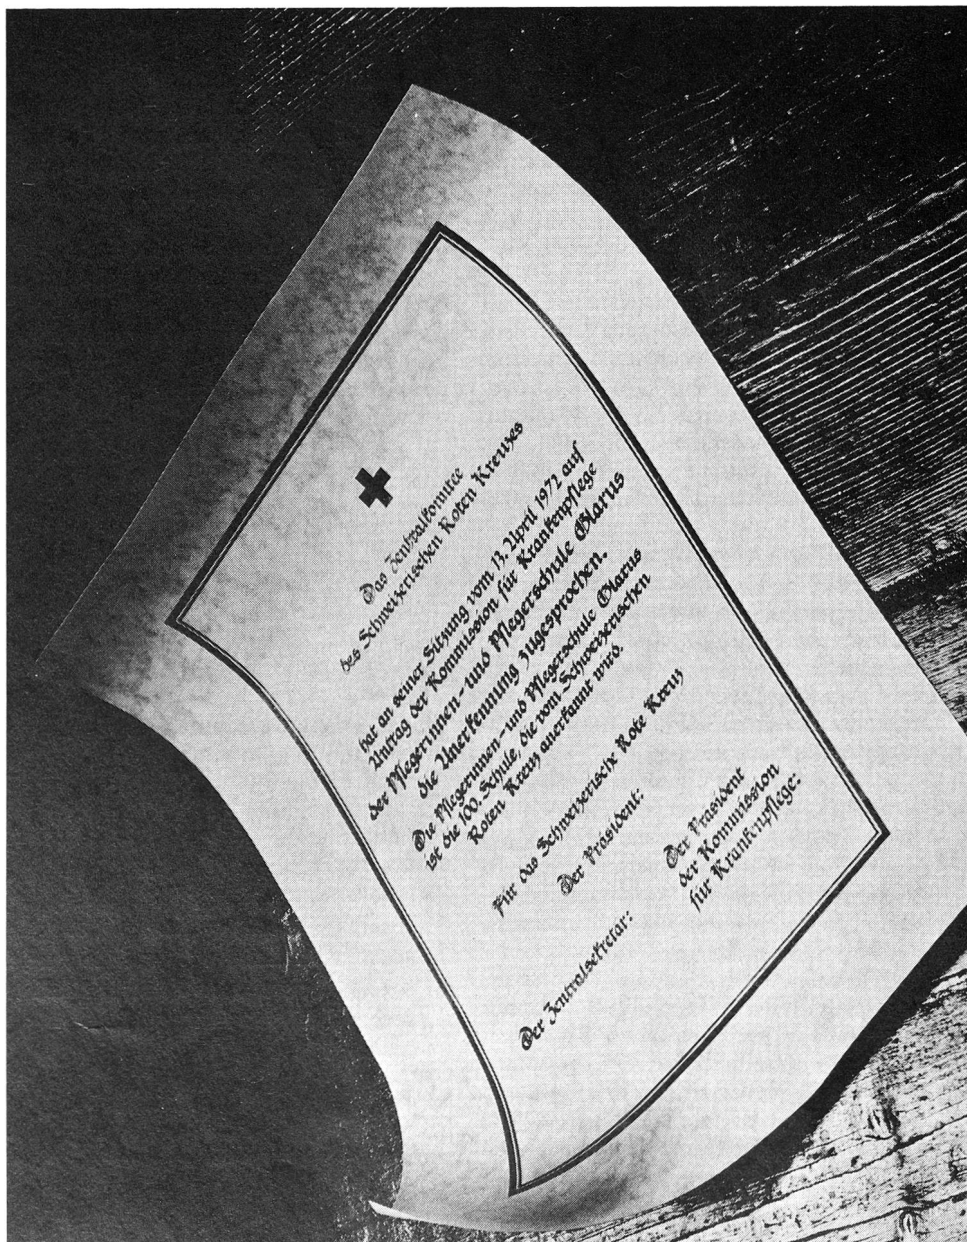 Das Zentralkomitee
des Schweizerischen Roten Kreuzes
hat an seiner Sitzung vom 13. April 1972 auf
Antrag der Kommission für Krankenpflege
der Pflegerinnen- und Pflegerschule Glarus
die Anerkennung zugesprochen.
Die Pflegerinnen- und Pflegerschule Glarus
ist die 100. Schule, die vom Schweizerischen
Roten Kreuz anerkannt wird.
Für das Schweizerische Rote Kreuz
Der Präsident:
Der Zentralsekretär:
Der Präsident
der Kommission
für Krankenpflege: